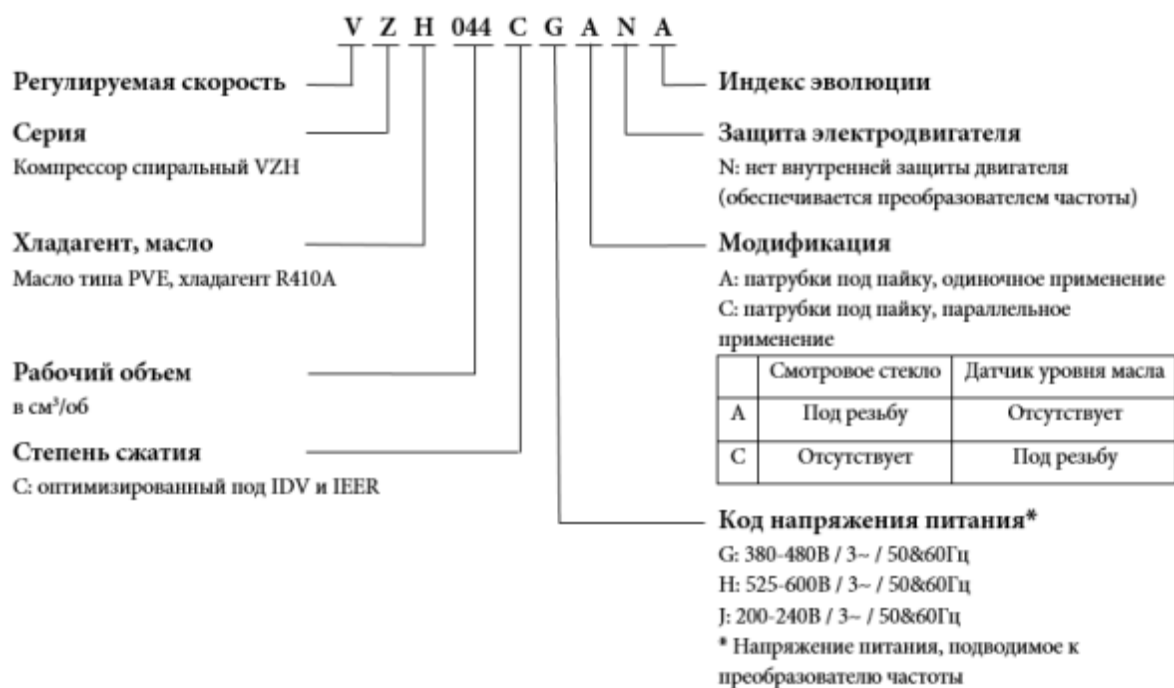 V Z H 044 C G A N A
Регулируемая скорость
Серия
Компрессор спиральный VZH
Хладагент, масло
Масло типа PVE, хладагент R410A
Рабочий объем
в см³/об
Степень сжатия
C: оптимизированный под IDV и IEER
Индекс эволюции
Защита электродвигателя
N: нет внутренней защиты двигателя
(обеспечивается преобразователем частоты)
Модификация
A: патрубки под пайку, одиночное применение
C: патрубки под пайку, параллельное
применение
Смотровое стекло Датчик уровня масла
A Под резьбу Отсутствует
C Отсутствует Под резьбу
Код напряжения питания*
G: 380-480В / 3~ / 50&60Гц
H: 525-600В / 3~ / 50&60Гц
J: 200-240В / 3~ / 50&60Гц
* Напряжение питания, подводимое к
преобразователю частоты